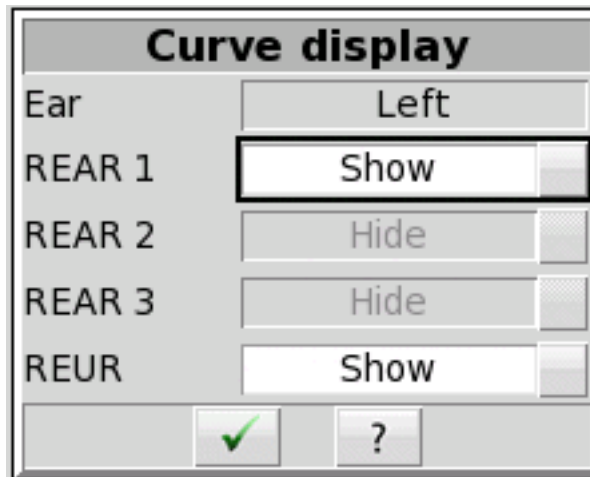 Curve display
Ear Left
REAR 1 Show
REAR 2 Hide
REAR 3 Hide
REUR Show
?